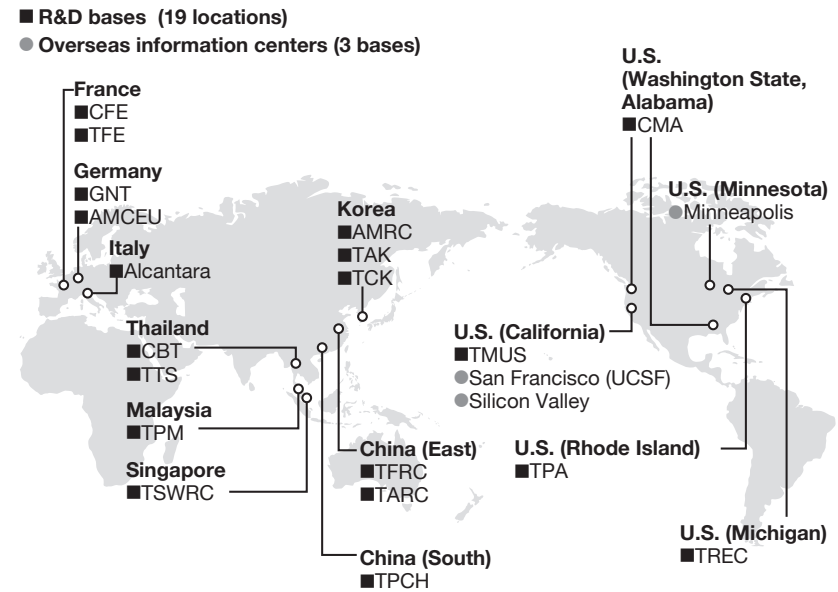 ■ R&D bases (19 locations)
● Overseas information centers (3 bases)
France
■CFE
■TFE
Germany
■GNT
■AMCEU
Italy
■Alcantara
Thailand
■CBT
■TTS
Malaysia
■TPM
Singapore
■TSWRC
Korea
■AMRC
■TAK
■TCK
China (East)
■TFRC
■TARC
China (South)
■TPCH
U.S.
(Washington State,
Alabama)
■CMA
U.S. (Minnesota)
●Minneapolis
U.S. (California)
■TMUS
●San Francisco (UCSF)
●Silicon Valley
U.S. (Rhode Island)
■TPA
U.S. (Michigan)
■TREC